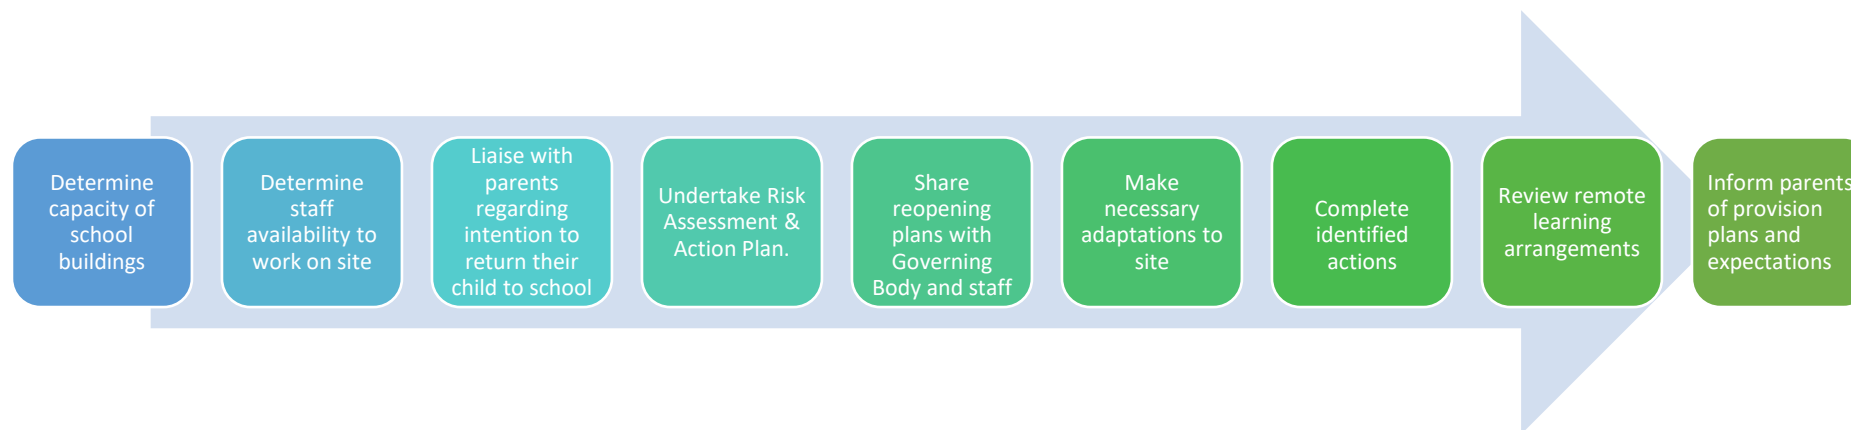 Determine
capacity of
school
buildings
Determine
staff
availability to
work on site
Liaise with
parents
regarding
intention to
return their
child to school
Undertake Risk
Assessment &
Action Plan.
Share
reopening
plans with
Governing
Body and staff
Make
necessary
adaptations to
site
Complete
identified
actions
Review remote
learning
arrangements
Inform parents
of provision
plans and
expectations